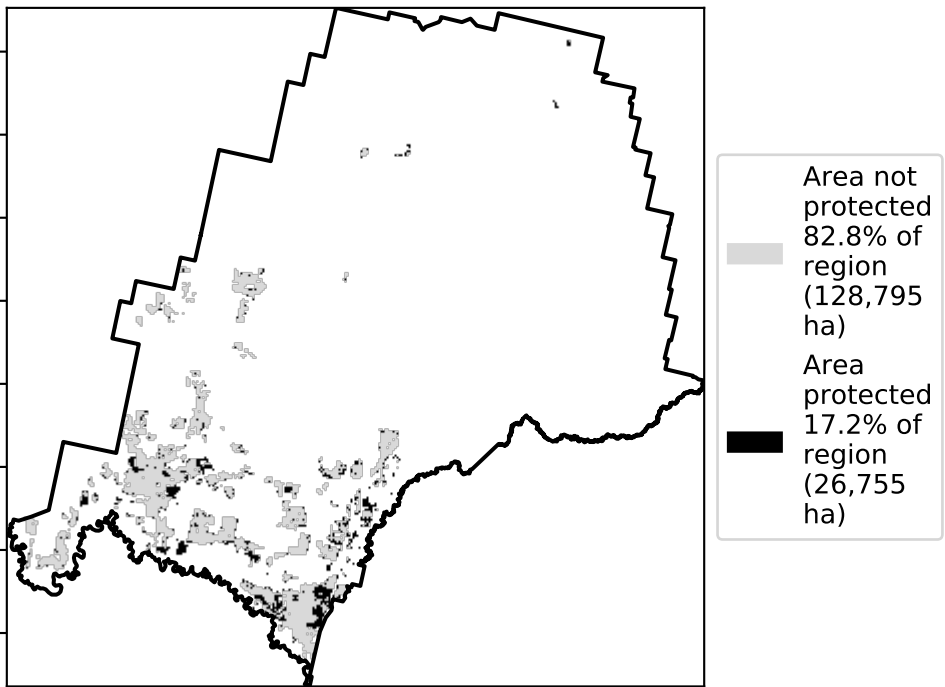 Area not
protected
82.8% of
region
(128,795
ha)
Area
protected
17.2% of
region
(26,755
ha)